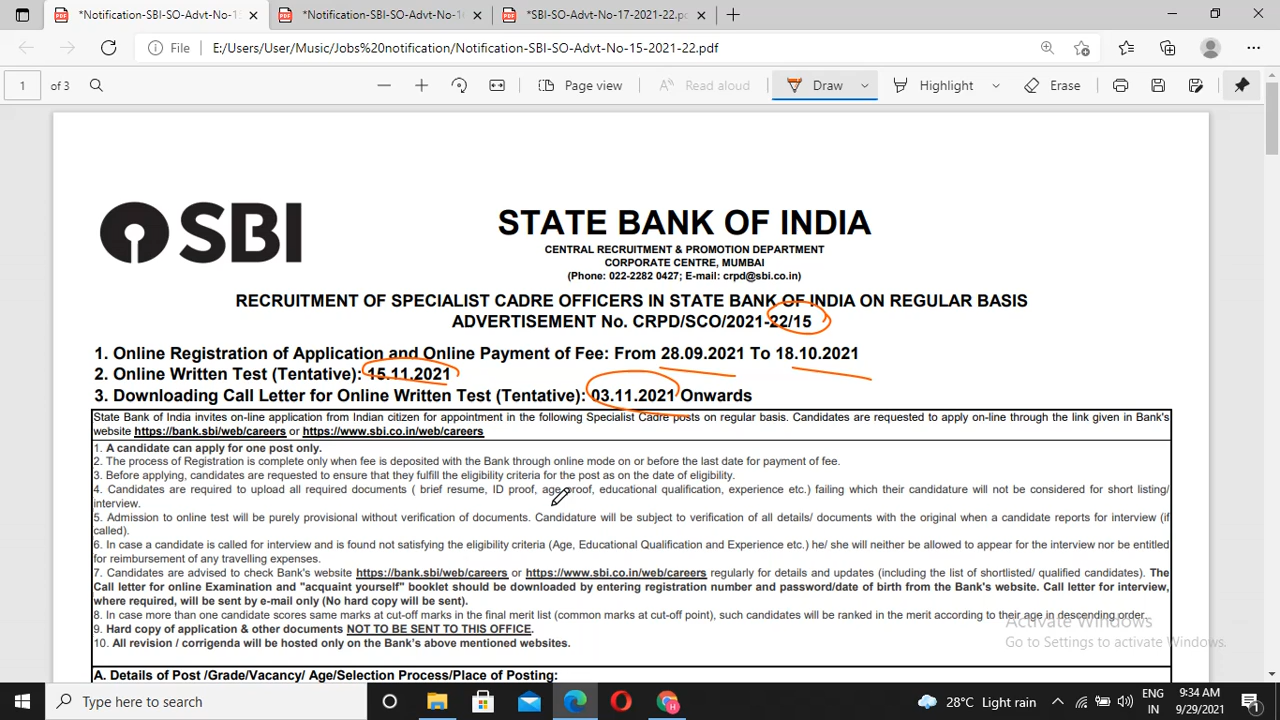 *Notification-SBI-SO-Advt-No-1
*Notification-SBI-SO-Advt-No-1
*SBI-SO-Advt-No-17-2021-22.p
File E:/Users/User/Music/Jobs%20notification/Notification-SBI-SO-Advt-No-15-2021-22.pdf
1 of 3 Page view Read aloud Draw Highlight Erase
SBI
STATE BANK OF INDIA
CENTRAL RECRUITMENT & PROMOTION DEPARTMENT
CORPORATE CENTRE, MUMBAI
(Phone: 022-2282 0427; E-mail: crpd@sbi.co.in)
RECRUITMENT OF SPECIALIST CADRE OFFICERS IN STATE BANK OF INDIA ON REGULAR BASIS
ADVERTISEMENT No. CRPD/SCO/2021-22/15
1. Online Registration of Application and Online Payment of Fee: From 28.09.2021 To 18.10.2021
2. Online Written Test (Tentative): 15.11.2021
3. Downloading Call Letter for Online Written Test (Tentative): 03.11.2021 Onwards
State Bank of India invites on-line application from Indian citizen for appointment in the following Specialist Cadre posts on regular basis. Candidates are requested to apply on-line through the link given in Bank's
website https://bank.sbi/web/careers or https://www.sbi.co.in/web/careers
1. A candidate can apply for one post only.
2. The process of Registration is complete only when fee is deposited with the Bank through online mode on or before the last date for payment of fee.
3. Before applying, candidates are requested to ensure that they fulfill the eligibility criteria for the post as on the date of eligibility.
4. Candidates are required to upload all required documents ( brief resume, ID proof, age proof, educational qualification, experience etc.) failing which their candidature will not be considered for short listing/
interview.
5. Admission to online test will be purely provisional without verification of documents. Candidature will be subject to verification of all details/ documents with the original when a candidate reports for interview (if
called).
6. In case a candidate is called for interview and is found not satisfying the eligibility criteria (Age, Educational Qualification and Experience etc.) he/ she will neither be allowed to appear for the interview nor be entitled
for reimbursement of any travelling expenses.
7. Candidates are advised to check Bank's website https://bank.sbi/web/careers or https://www.sbi.co.in/web/careers regularly for details and updates (including the list of shortlisted/ qualified candidates). The
Call letter for online Examination and "acquaint yourself" booklet should be downloaded by entering registration number and password/date of birth from the Bank's website. Call letter for interview,
where required, will be sent by e-mail only (No hard copy will be sent).
8. In case more than one candidate scores same marks at cut-off marks in the final merit list (common marks at cut-off point), such candidates will be ranked in the merit according to their age in descending order.
9. Hard copy of application & other documents NOT TO BE SENT TO THIS OFFICE.
10. All revision / corrigenda will be hosted only on the Bank's above mentioned websites.
Activate Windows
Go to Settings to activate Windows.
A. Details of Post /Grade/Vacancy/ Age/Selection Process/Place of Posting:
Type here to search
28°C Light rain
ENG
IN
9:34 AM
9/29/2021
1